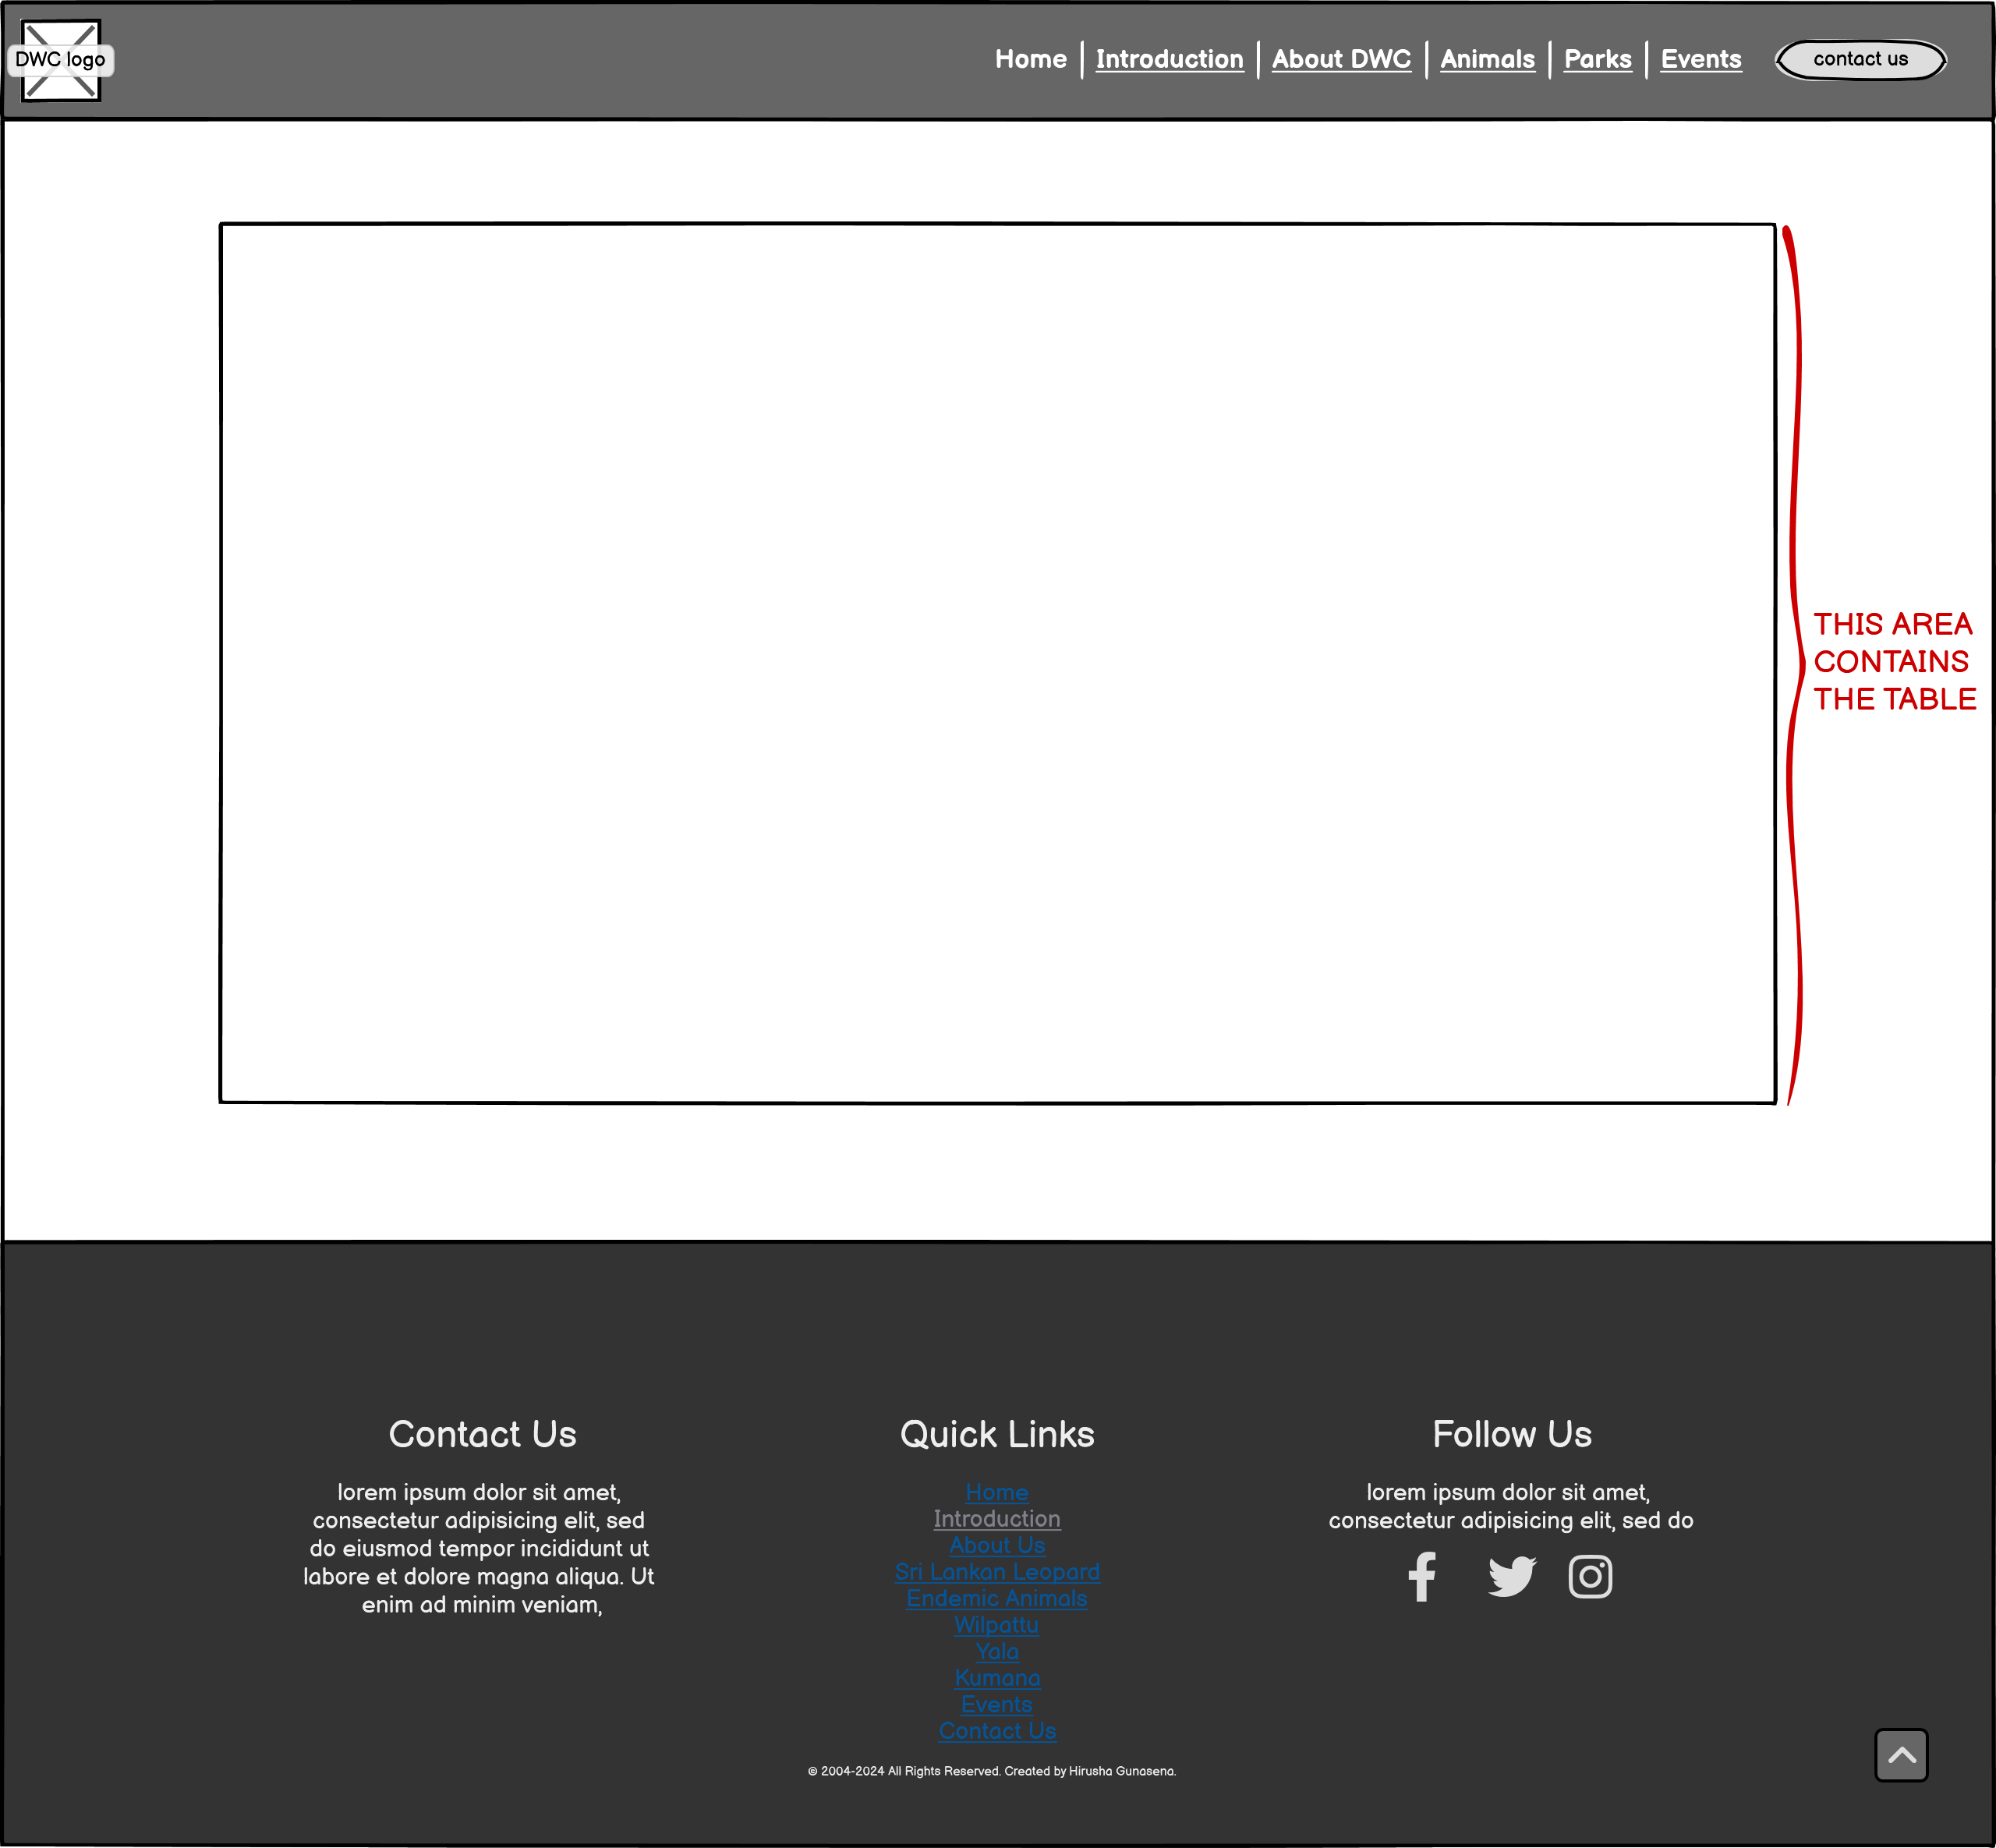 DWC logo
Home Introduction About DWC Animals Parks Events contact us
THIS AREA
CONTAINS
THE TABLE
Contact Us
lorem ipsum dolor sit amet,
consectetur adipisicing elit, sed
do eiusmod tempor incididunt ut
labore et dolore magna aliqua. Ut
enim ad minim veniam,
Quick Links
Home
Introduction
About Us
Sri Lankan Leopard
Endemic Animals
Wilpattu
Yala
Kumana
Events
Contact Us
Follow Us
lorem ipsum dolor sit amet,
consectetur adipisicing elit, sed do
© 2004-2024 All Rights Reserved. Created by Hirusha Gunasena.